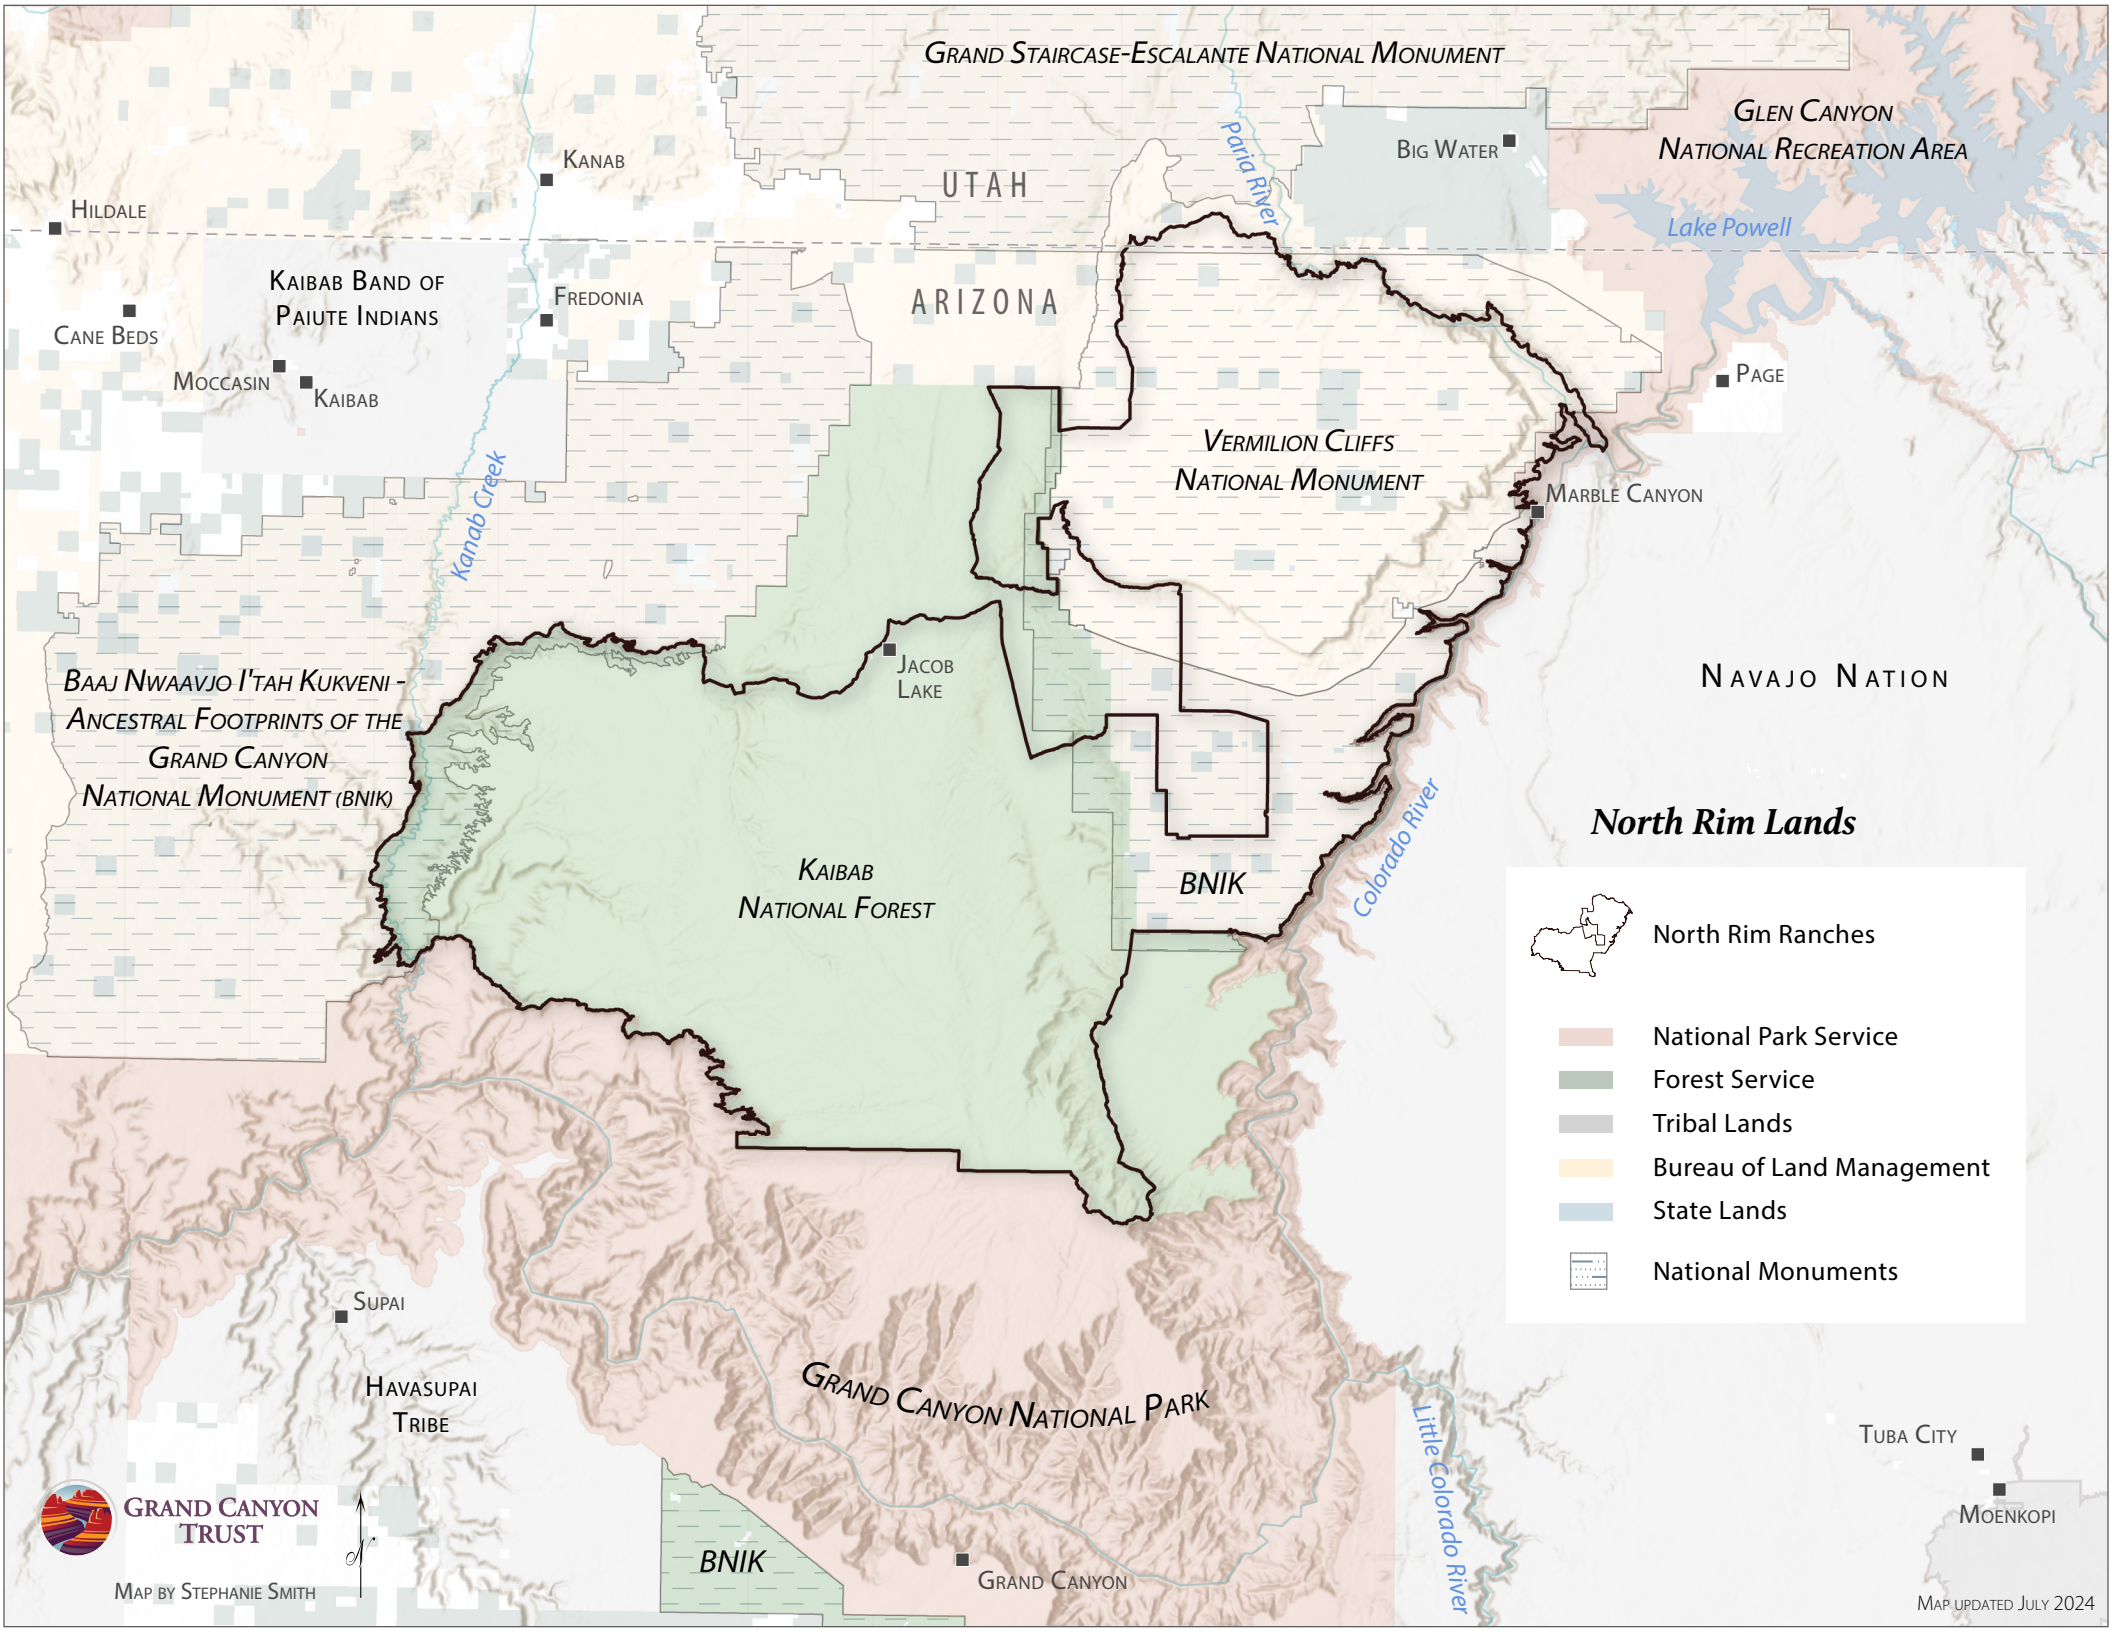 Grand Staircase-Escalante National Monument
Glen Canyon
National Recreation Area
Paria River
Big Water
Kanab
UTAH
Hildale
Lake Powell
Kaibab Band of
Paiute Indians
Fredonia
ARIZONA
Cane Beds
Moccasin
Kaibab
Page
Vermilion Cliffs
National Monument
Kanab Creek
Marble Canyon
Jacob
Lake
Baaj Nwaavjo I'tah Kukveni -
Ancestral Footprints of the
Grand Canyon
National Monument (BNIK)
Navajo Nation
Colorado River
Kaibab
National Forest
BNIK
North Rim Lands
North Rim Ranches
National Park Service
Forest Service
Tribal Lands
Bureau of Land Management
State Lands
National Monuments
Supai
Havasupai
Tribe
Grand Canyon National Park
Little Colorado River
Tuba City
Moenkopi
BNIK
Grand Canyon
GRAND CANYON
TRUST
N
Map by Stephanie Smith
Map updated July 2024